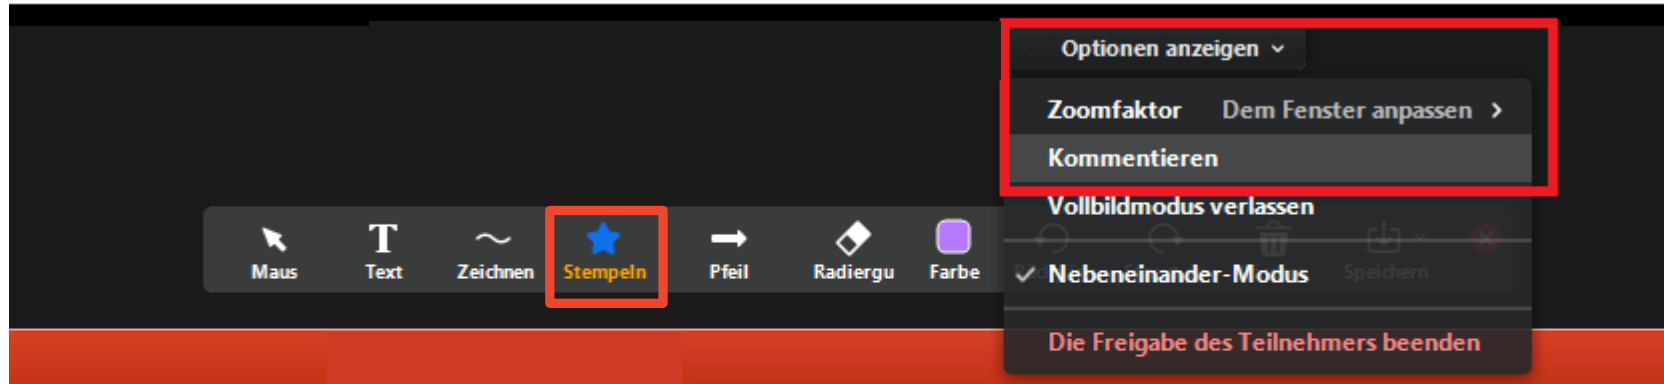 Optionen anzeigen
Zoomfaktor Dem Fenster anpassen
Kommentieren
Vollbildmodus verlassen
Nebeneinander-Modus
Die Freigabe des Teilnehmers beenden
Maus Text Zeichnen Stempeln Pfeil Radiergu Farbe Speichern